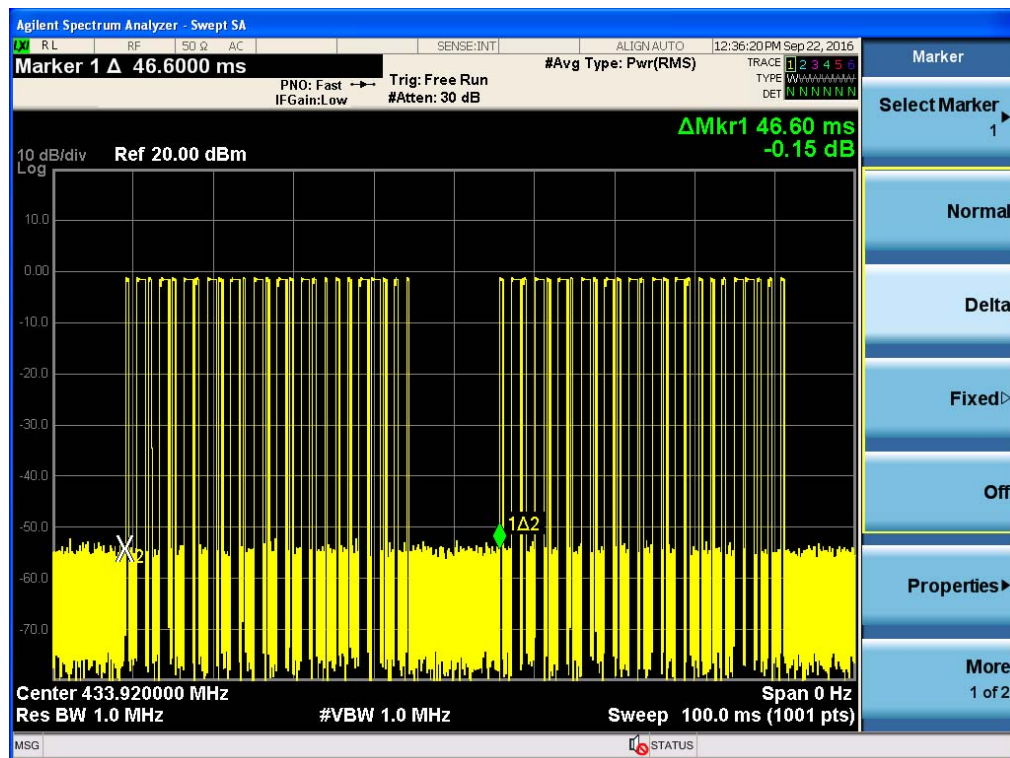 Agilent Spectrum Analyzer - Swept SA
LXI RL RF 50 Ω AC SENSE:INT ALIGN AUTO 12:36:20 PM Sep 22, 2016
Marker 1 Δ 46.6000 ms
PNO: Fast
IFGain:Low
Trig: Free Run
#Atten: 30 dB
#Avg Type: Pwr(RMS)
TRACE 1 2 3 4 5 6
TYPE WWWWWW
DET N N N N N N
ΔMkr1 46.60 ms
-0.15 dB
10 dB/div Ref 20.00 dBm
Log
10.0
0.00
-10.0
-20.0
-30.0
-40.0
-50.0
-60.0
-70.0
1Δ2
X2
Center 433.920000 MHz Span 0 Hz
Res BW 1.0 MHz #VBW 1.0 MHz Sweep 100.0 ms (1001 pts)
MSG STATUS
Marker
Select Marker
1
Normal
Delta
Fixed
Off
Properties
More
1 of 2